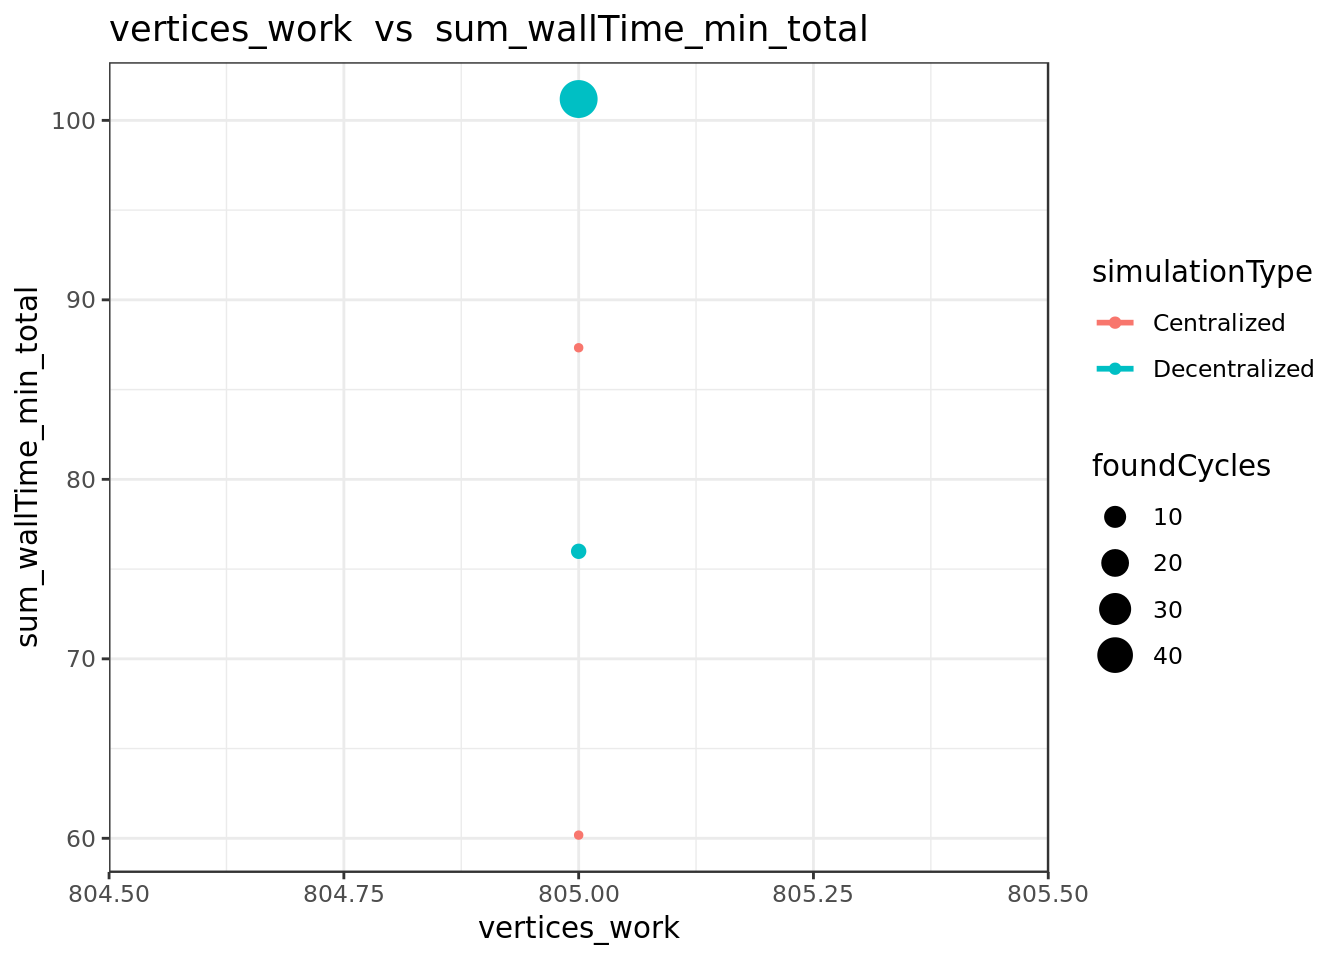 vertices_work vs sum_wallTime_min_total
sum_wallTime_min_total
100
90
80
70
60
804.50 804.75 805.00 805.25 805.50
vertices_work
simulationType
Centralized
Decentralized
foundCycles
10
20
30
40